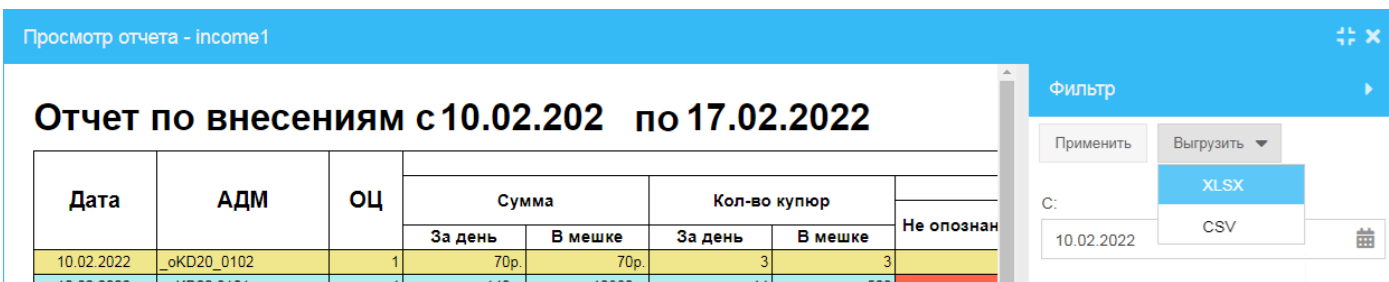 Просмотр отчета - income1
Фильтр
Отчет по внесениям с 10.02.202 по 17.02.2022
Применить Выгрузить
XLSX
CSV
С:
10.02.2022
Дата АДМ ОЦ Сумма Кол-во купюр
Не опознан
За день В мешке За день В мешке
10.02.2022 _oKD20_0102 1 70р. 70р. 3 3